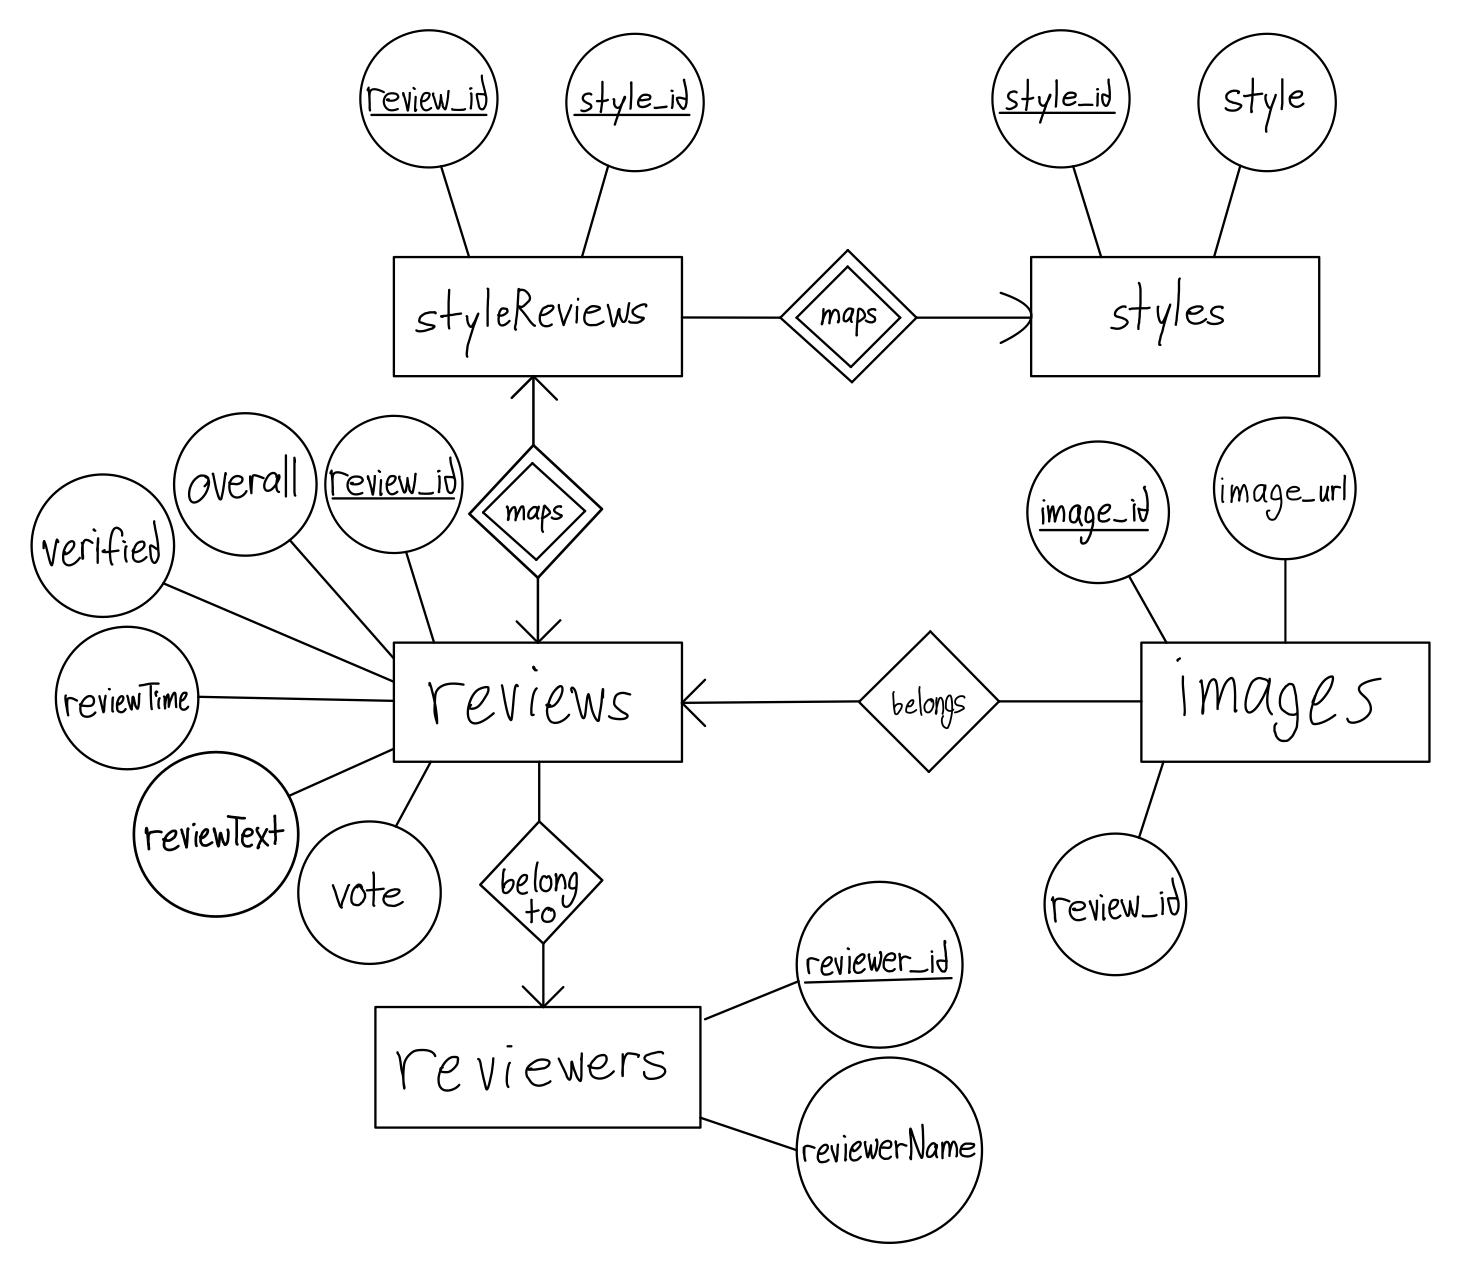 review_id
style_id
style_id
style
styleReviews
maps
styles
verified
overall
review_id
maps
image_id
image_url
reviewTime
reviews
belongs
images
reviewText
vote
belong
to
reviewer_id
review_id
reviewers
reviewerName